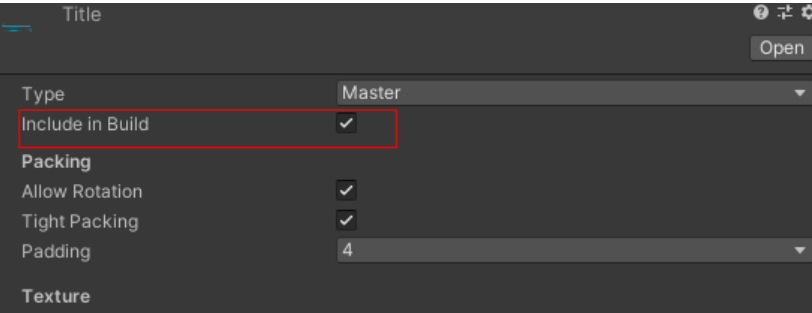 Title
Open
Type Master
Include in Build
Packing
Allow Rotation
Tight Packing
Padding 4
Texture